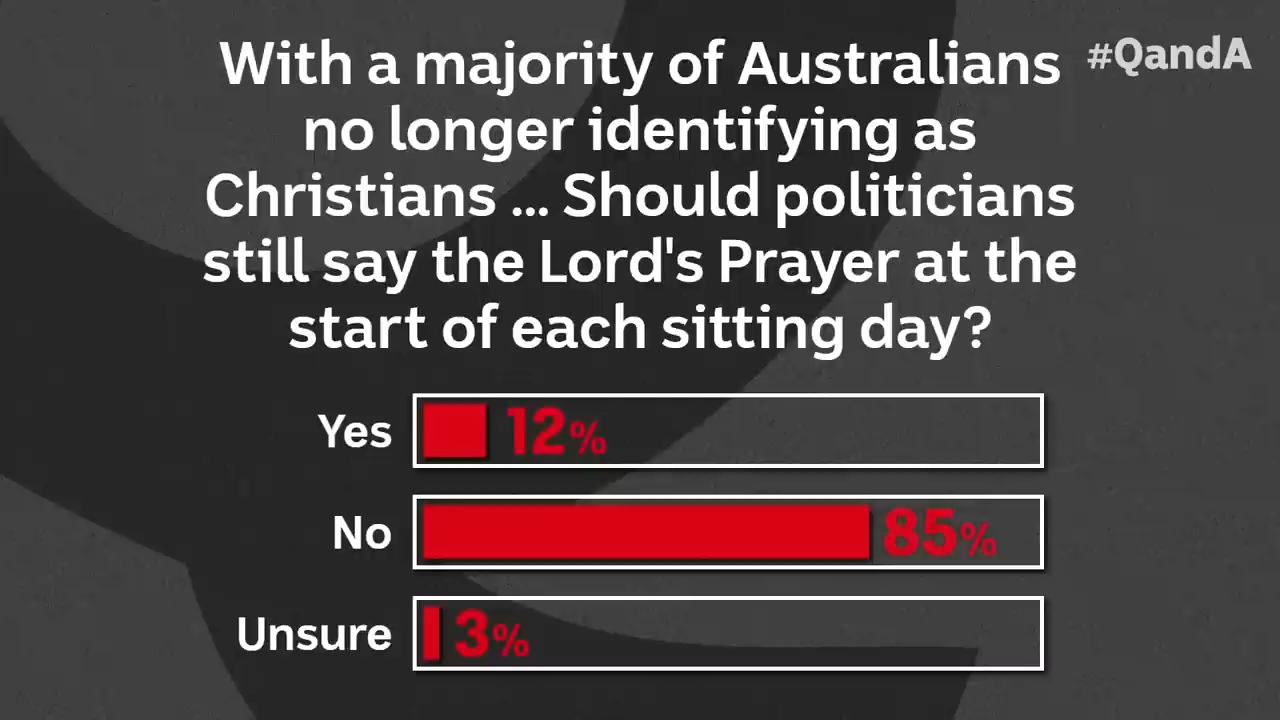 With a majority of Australians
#QandA
no longer identifying as
Christians ... Should politicians
still say the Lord's Prayer at the
start of each sitting day?
Yes 12%
No 85%
Unsure 3%